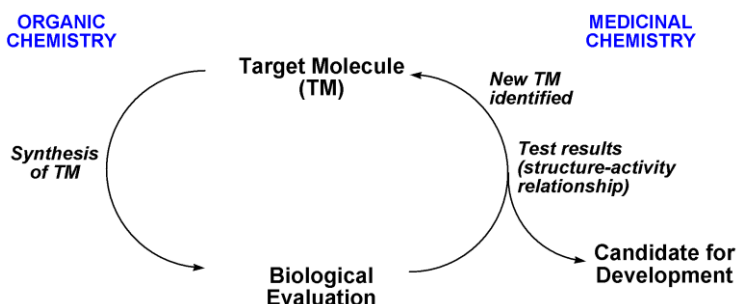 ORGANIC
CHEMISTRY
MEDICINAL
CHEMISTRY
Target Molecule
(TM)
New TM
identified
Synthesis
of TM
Test results
(structure-activity
relationship)
Biological
Evaluation
Candidate for
Development